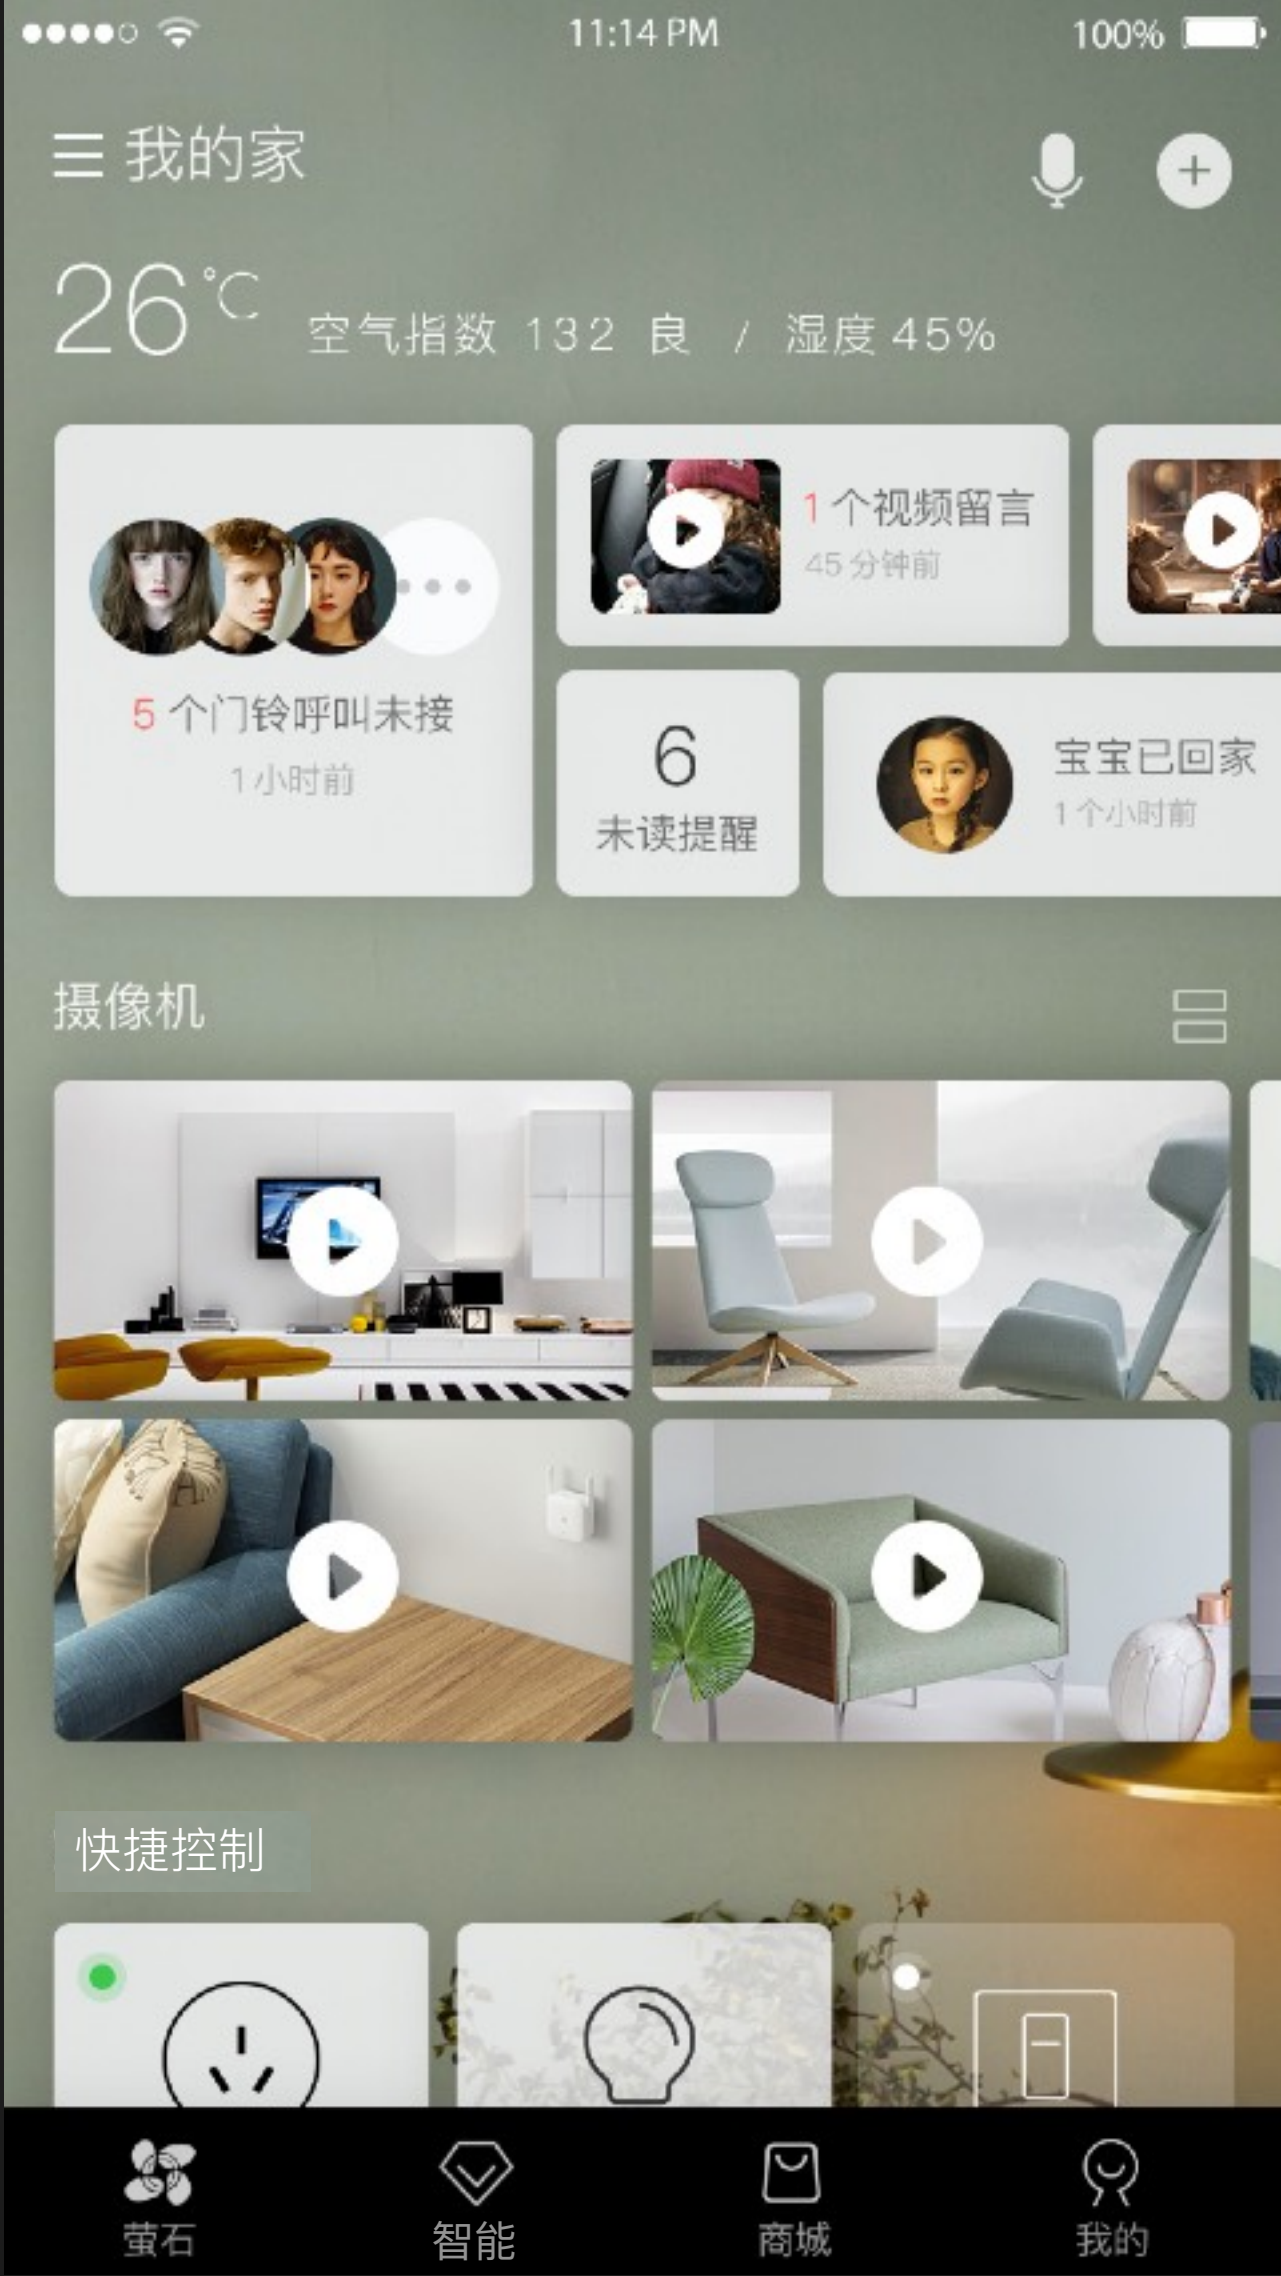 11:14 PM
100%
我的家
26℃ 空气指数 132 良 / 湿度 45%
1 个视频留言
45 分钟前
5 个门铃呼叫未接
1 小时前
6
未读提醒
宝宝已回家
1 个小时前
摄像机
快捷控制
萤石
智能
商城
我的